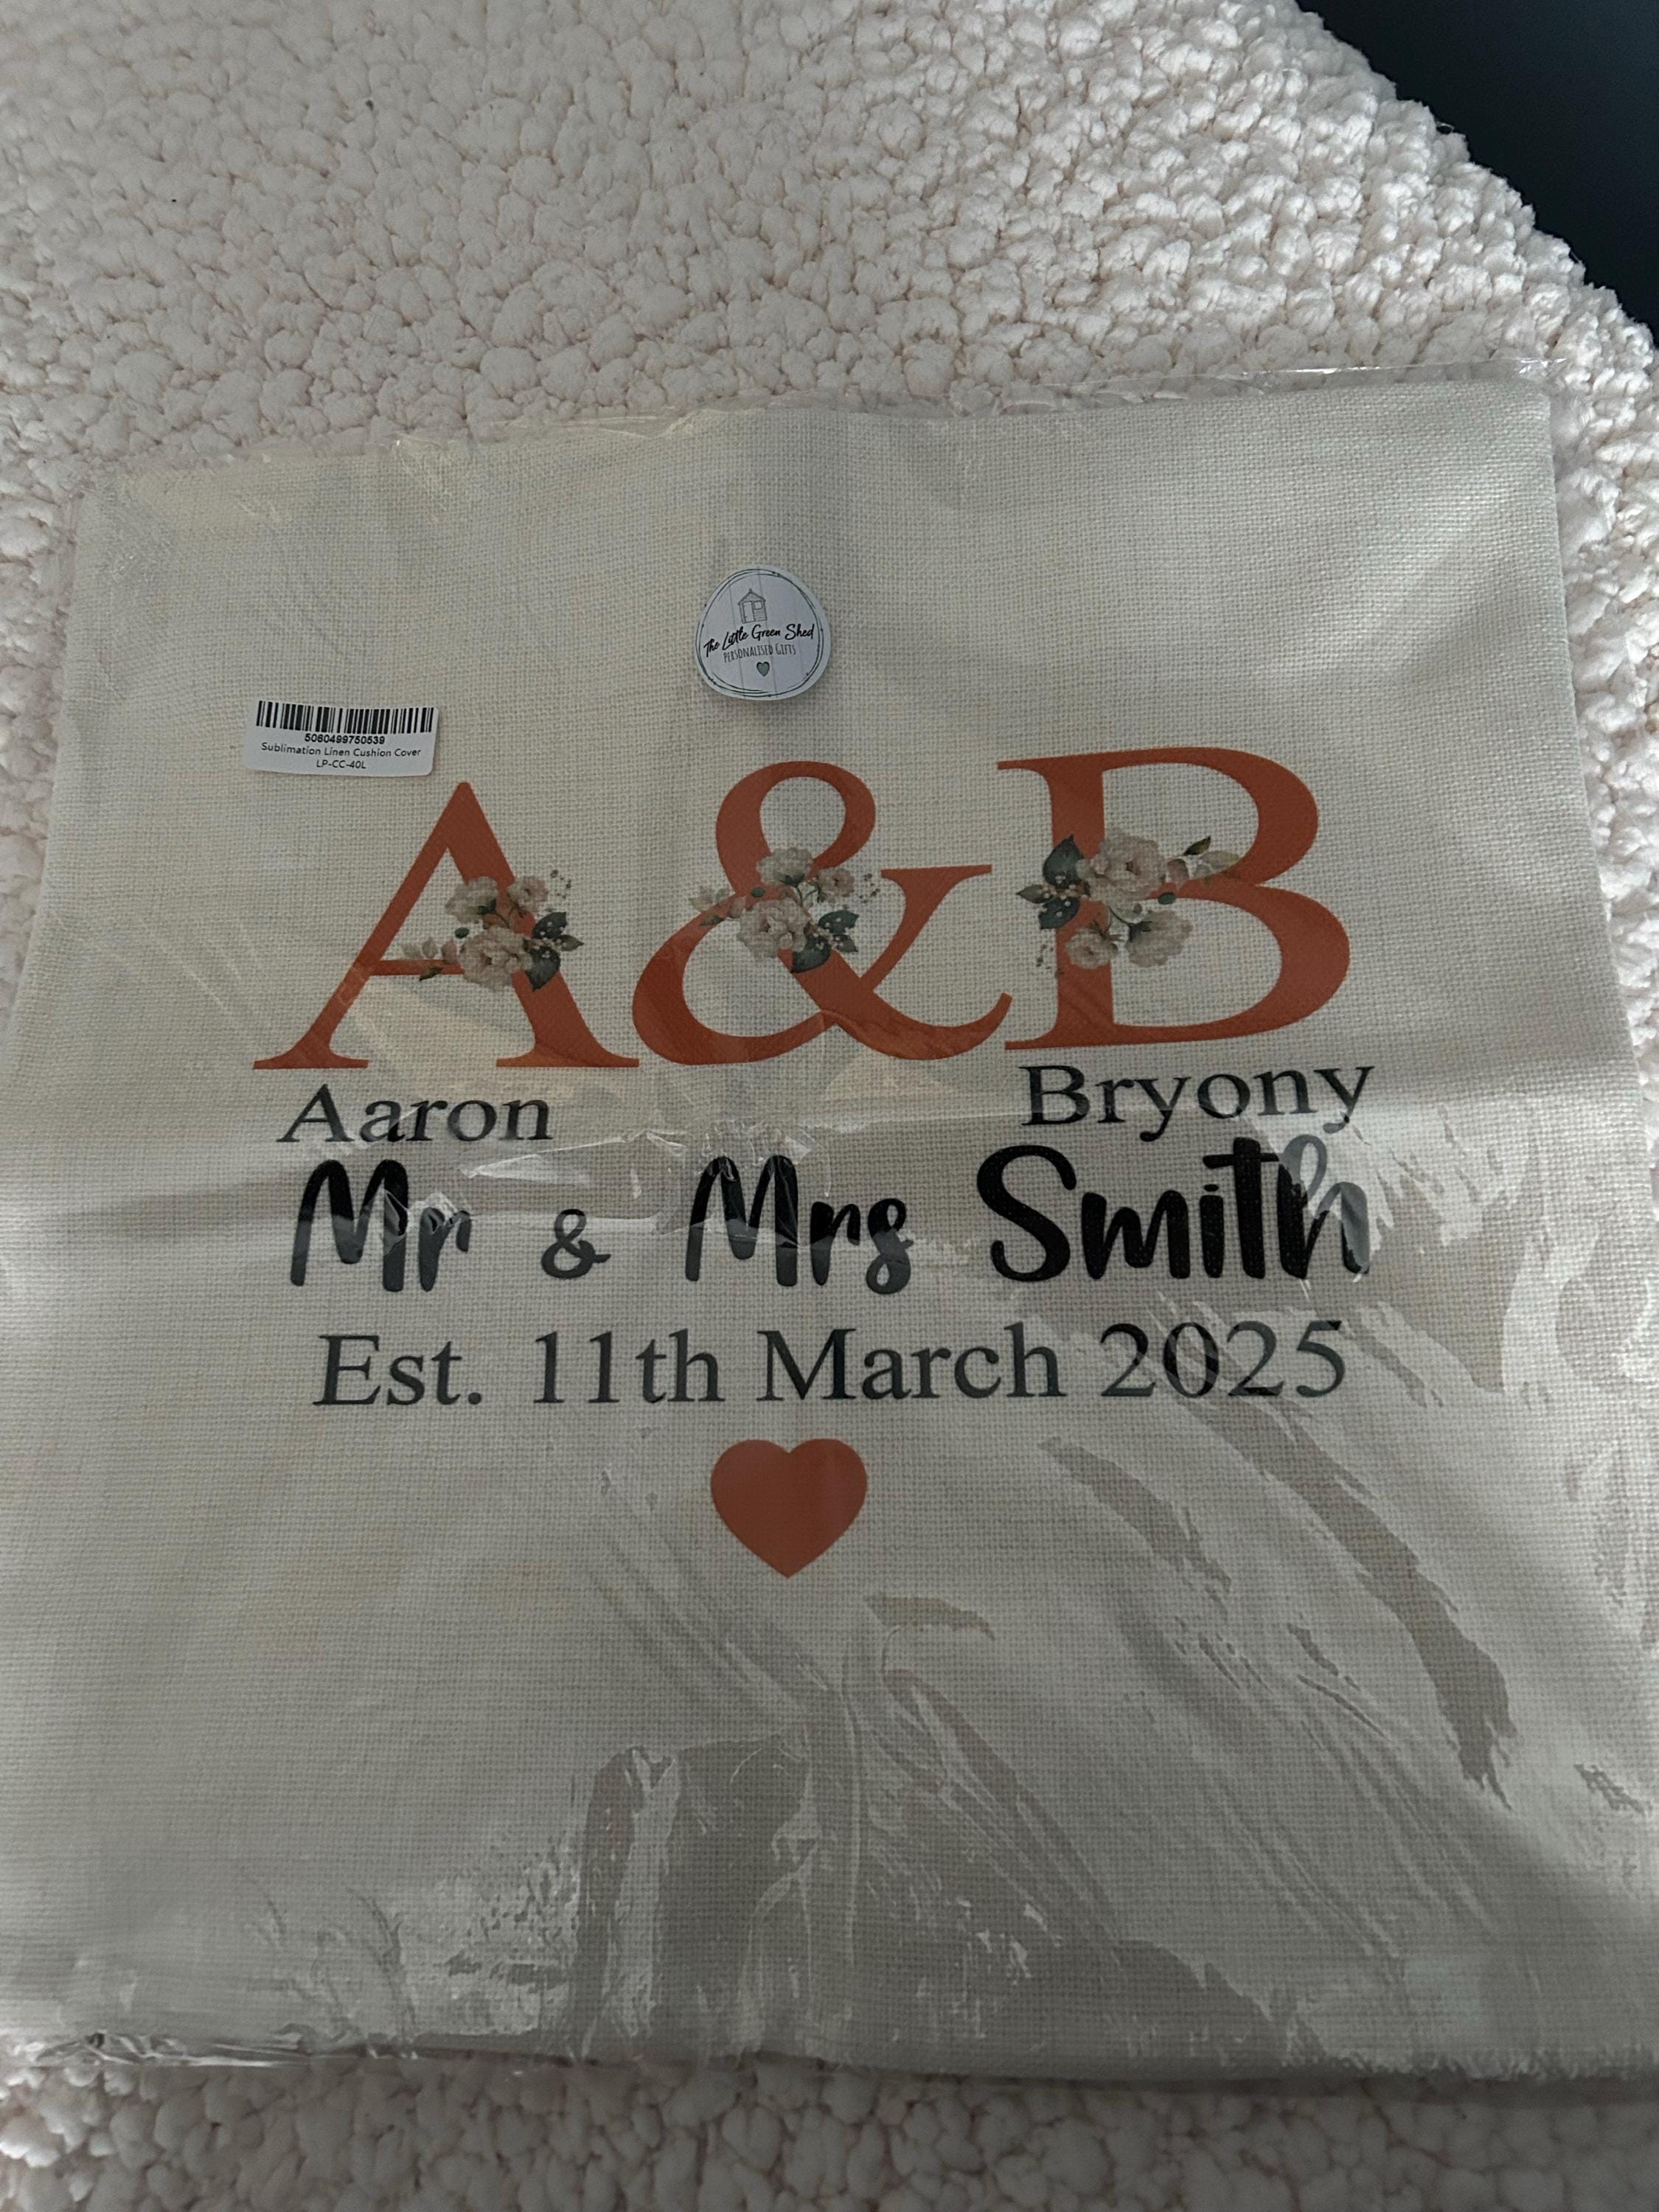 The Little Green Shed
PERSONALISED GIFTS
5060499750539
Sublimation Linen Cushion Cover
LP-CC-40L
A & B
Aaron Bryony
Mr & Mrs Smith
Est. 11th March 2025